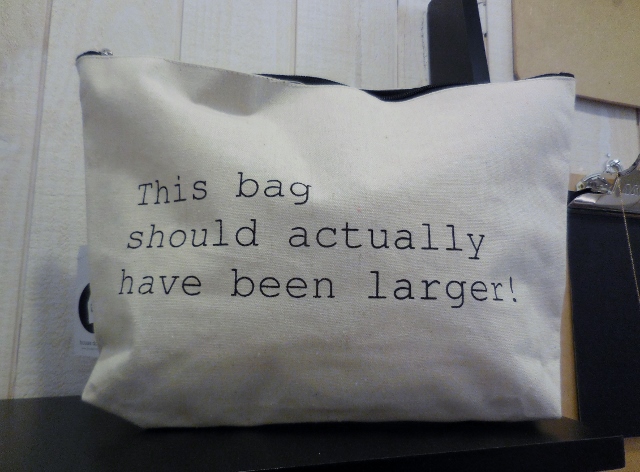 This bag
should actually
have been larger!